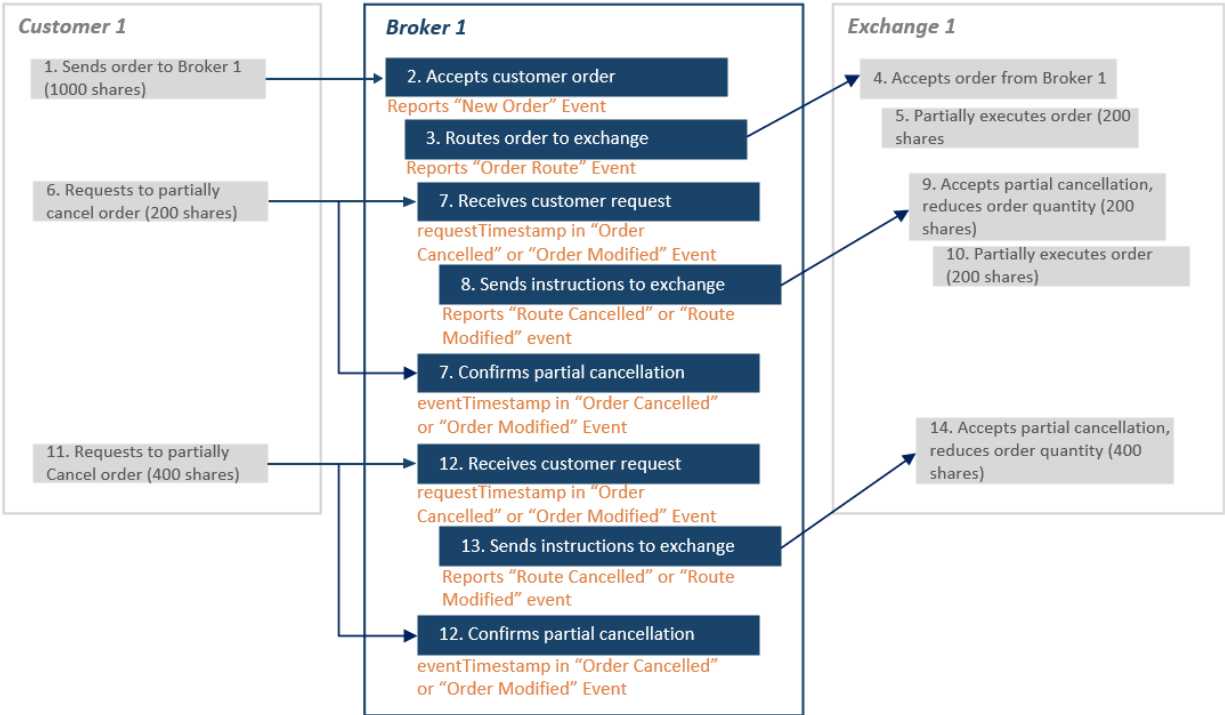 Customer 1
1. Sends order to Broker 1
(1000 shares)
6. Requests to partially
cancel order (200 shares)
11. Requests to partially
Cancel order (400 shares)
Broker 1
2. Accepts customer order
Reports “New Order” Event
3. Routes order to exchange
Reports “Order Route” Event
7. Receives customer request
requestTimestamp in “Order
Cancelled” or “Order Modified” Event
8. Sends instructions to exchange
Reports “Route Cancelled” or “Route
Modified” event
7. Confirms partial cancellation
eventTimestamp in “Order Cancelled”
or “Order Modified” Event
12. Receives customer request
requestTimestamp in “Order
Cancelled” or “Order Modified” Event
13. Sends instructions to exchange
Reports “Route Cancelled” or “Route
Modified” event
12. Confirms partial cancellation
eventTimestamp in “Order Cancelled”
or “Order Modified” Event
Exchange 1
4. Accepts order from Broker 1
5. Partially executes order (200
shares
9. Accepts partial cancellation,
reduces order quantity (200
shares)
10. Partially executes order
(200 shares)
14. Accepts partial cancellation,
reduces order quantity (400
shares)